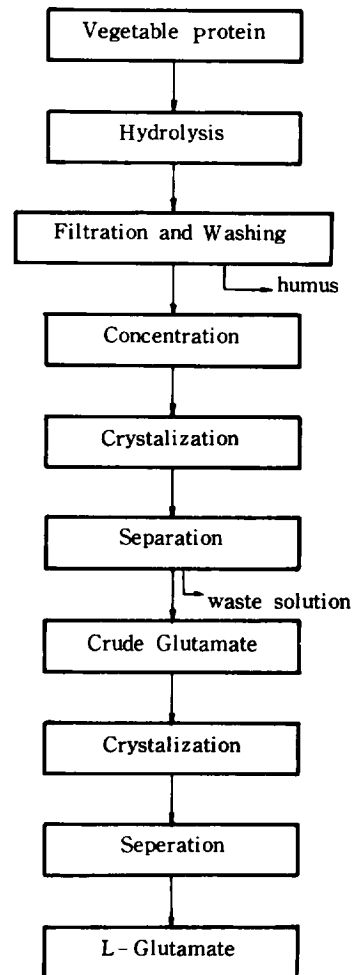 Vegetable protein
Hydrolysis
Filtration and Washing
humus
Concentration
Crystalization
Separation
waste solution
Crude Glutamate
Crystalization
Seperation
L-Glutamate